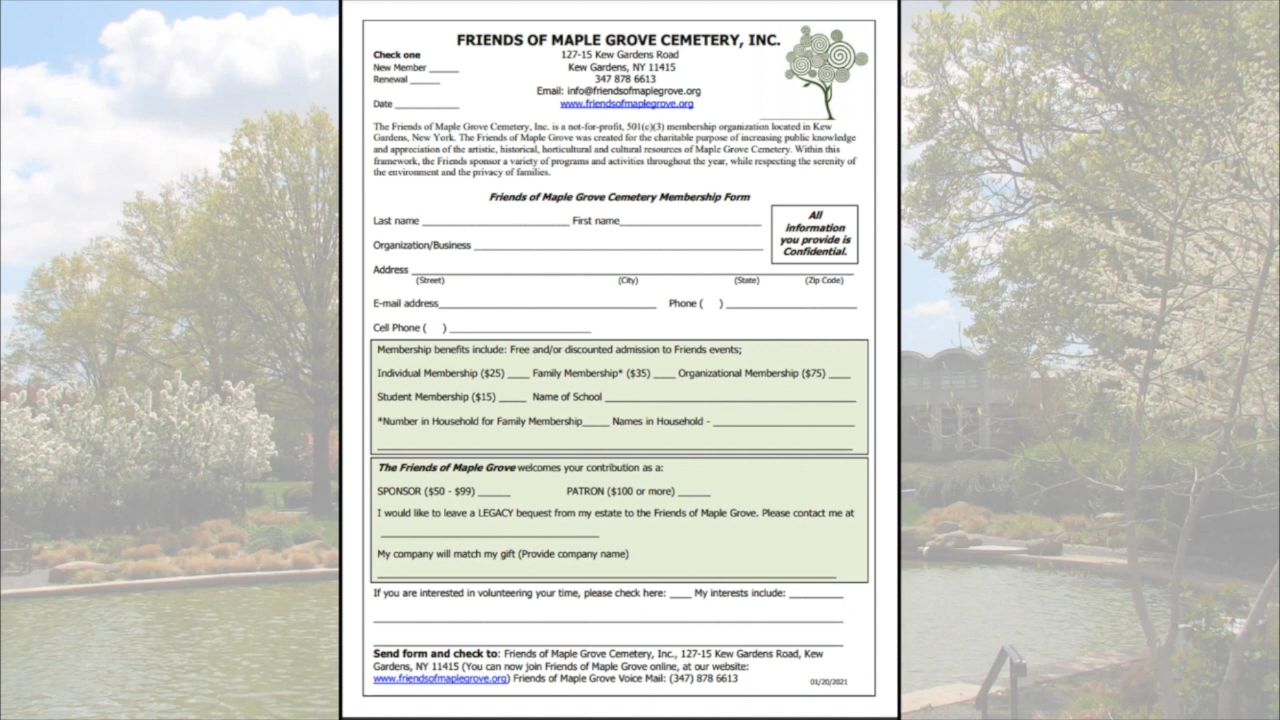 FRIENDS OF MAPLE GROVE CEMETERY, INC.
Check one
127-15 Kew Gardens Road
New Member ______
Kew Gardens, NY 11415
Renewal ______
347 878 6613
Email: info@friendsofmaplegrove.org
Date _____________
www.friendsofmaplegrove.org
The Friends of Maple Grove Cemetery, Inc. is a not-for-profit, 501(c)(3) membership organization located in Kew
Gardens, New York. The Friends of Maple Grove was created for the charitable purpose of increasing public knowledge
and appreciation of the artistic, historical, horticultural and cultural resources of Maple Grove Cemetery. Within this
framework, the Friends sponsor a variety of programs and activities throughout the year, while respecting the serenity of
the environment and the privacy of families.
Friends of Maple Grove Cemetery Membership Form
All
information
you provide is
Confidential.
Last name ______________________________ First name_____________________________
Organization/Business ___________________________________________________________
Address ________________________________________________________________________
(Street) (City) (State) (Zip Code)
E-mail address____________________________________________ Phone ( ) ___________________________
Cell Phone ( ) _____________________________
Membership benefits include: Free and/or discounted admission to Friends events;
Individual Membership ($25) ____ Family Membership* ($35) ____ Organizational Membership ($75) ____
Student Membership ($15) _____ Name of School ___________________________________________________
*Number in Household for Family Membership_____ Names in Household - _____________________________
The Friends of Maple Grove welcomes your contribution as a:
SPONSOR ($50 - $99) ______ PATRON ($100 or more) ______
I would like to leave a LEGACY bequest from my estate to the Friends of Maple Grove. Please contact me at
____________________________________________
My company will match my gift (Provide company name)
____________________________________________________________________________________________
If you are interested in volunteering your time, please check here: ____ My interests include: ___________
Send form and check to: Friends of Maple Grove Cemetery, Inc., 127-15 Kew Gardens Road, Kew
Gardens, NY 11415 (You can now join Friends of Maple Grove online, at our website:
www.friendsofmaplegrove.org) Friends of Maple Grove Voice Mail: (347) 878 6613
01/20/2021